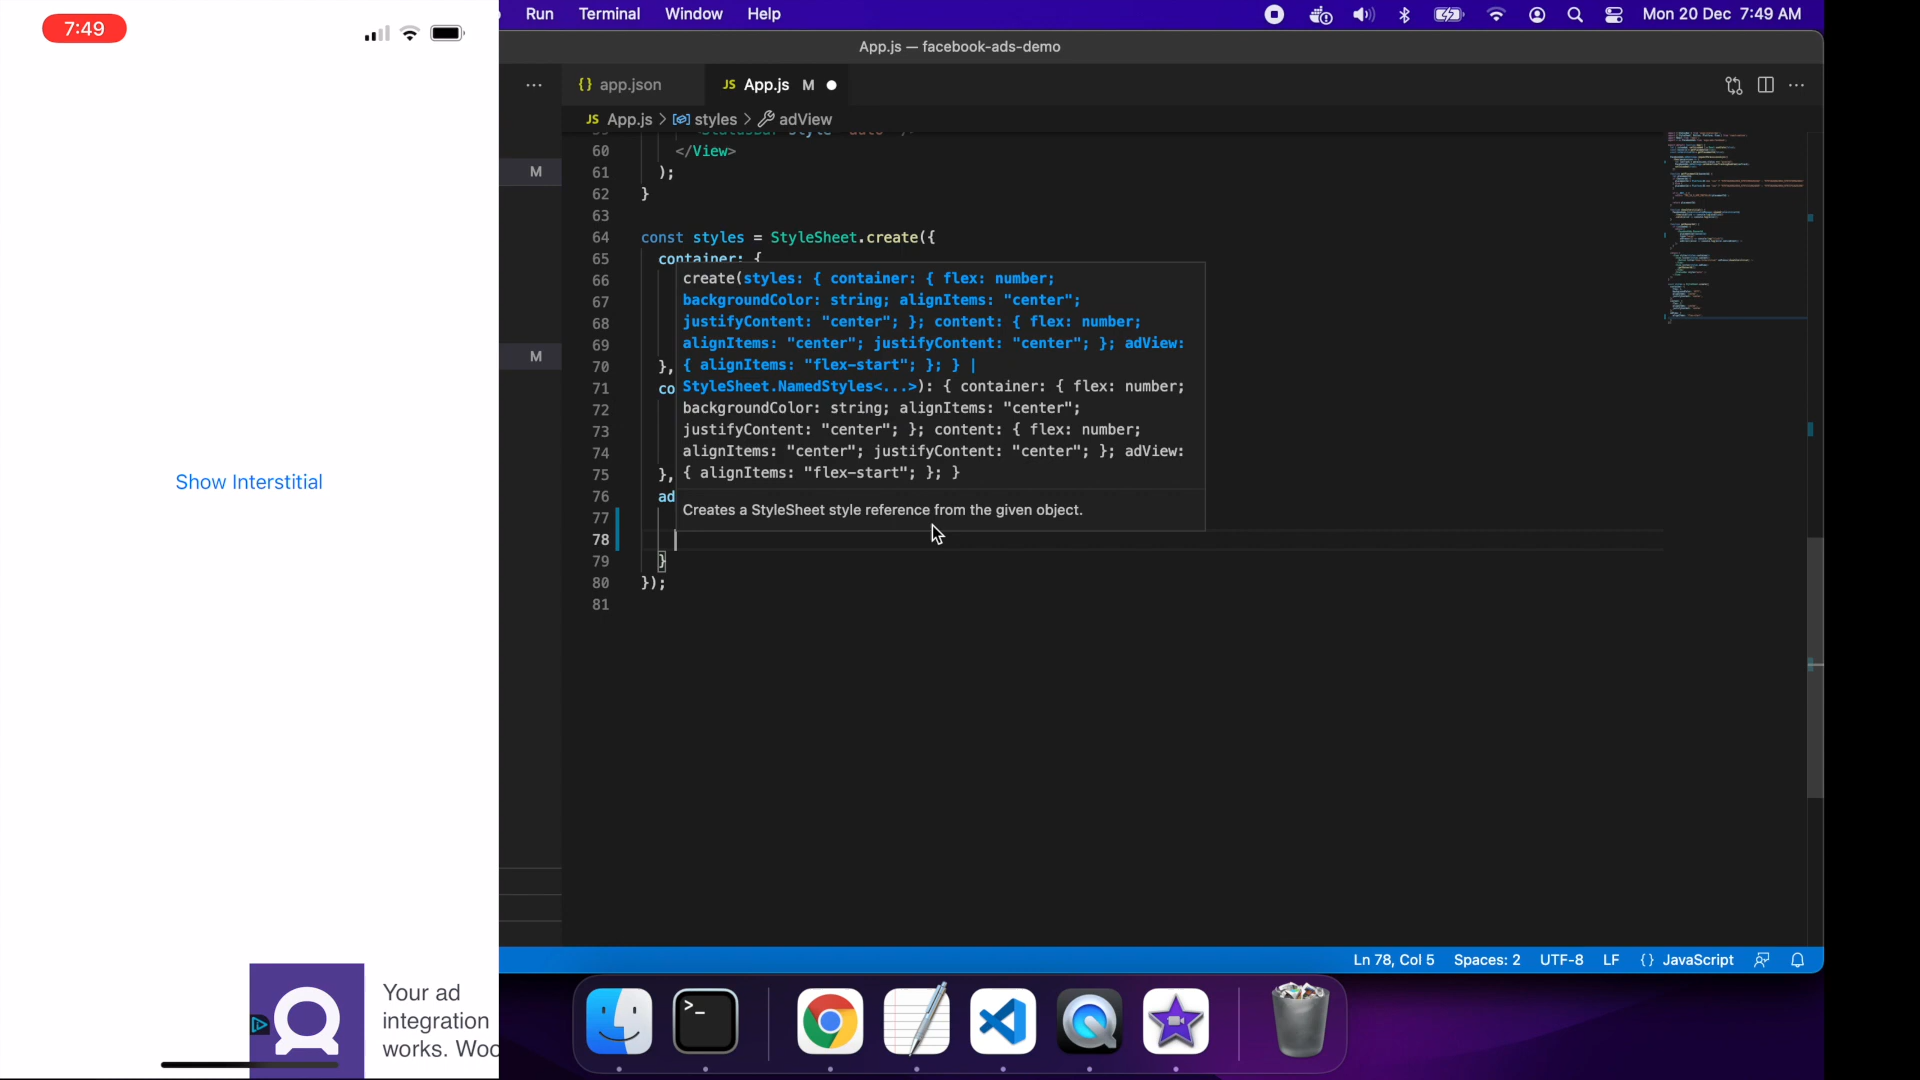 7:49
Show Interstitial
Your ad
integration
works. Woo
Run Terminal Window Help
Mon 20 Dec 7:49 AM
App.js — facebook-ads-demo
{} app.json
JS App.js M
JS App.js > styles > adView
M
M
60 </View>
61 );
62 }
63
64 const styles = StyleSheet.create({
65 container: {
66
67
68
69
70 },
71 co
72
73
74
75 },
76 ad
77
78
79 }
80 });
81
create(styles: { container: { flex: number;
backgroundColor: string; alignItems: "center";
justifyContent: "center"; }; content: { flex: number;
alignItems: "center"; justifyContent: "center"; }; adView:
{ alignItems: "flex-start"; }; } |
StyleSheet.NamedStyles<...>): { container: { flex: number;
backgroundColor: string; alignItems: "center";
justifyContent: "center"; }; content: { flex: number;
alignItems: "center"; justifyContent: "center"; }; adView:
{ alignItems: "flex-start"; }; }
Creates a StyleSheet style reference from the given object.
Ln 78, Col 5 Spaces: 2 UTF-8 LF {} JavaScript